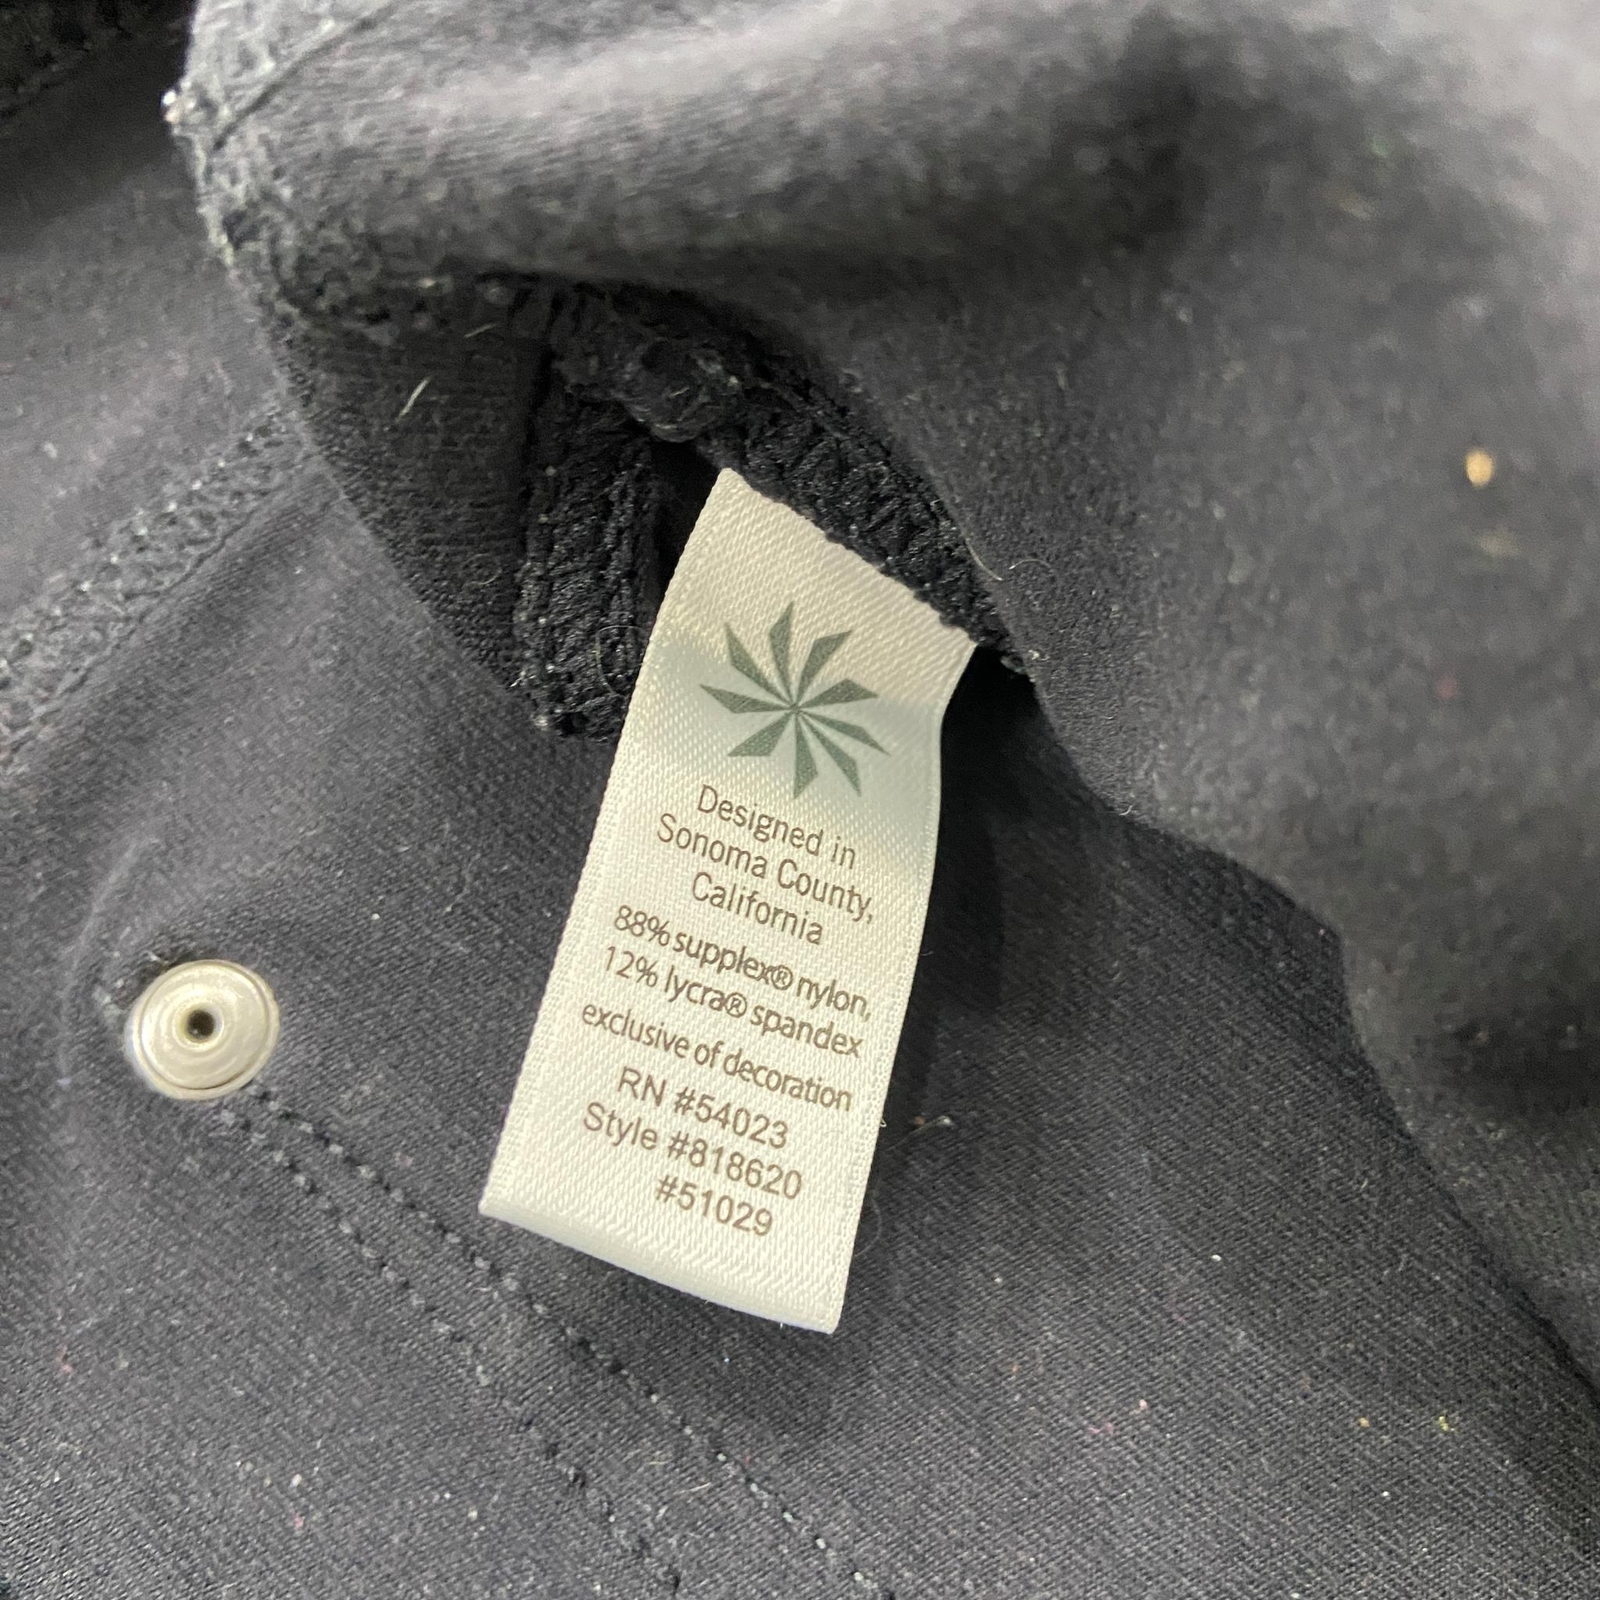 Designed in
Sonoma County,
California
88% supplex® nylon,
12% lycra® spandex
exclusive of decoration
RN #54023
Style #818620
#51029